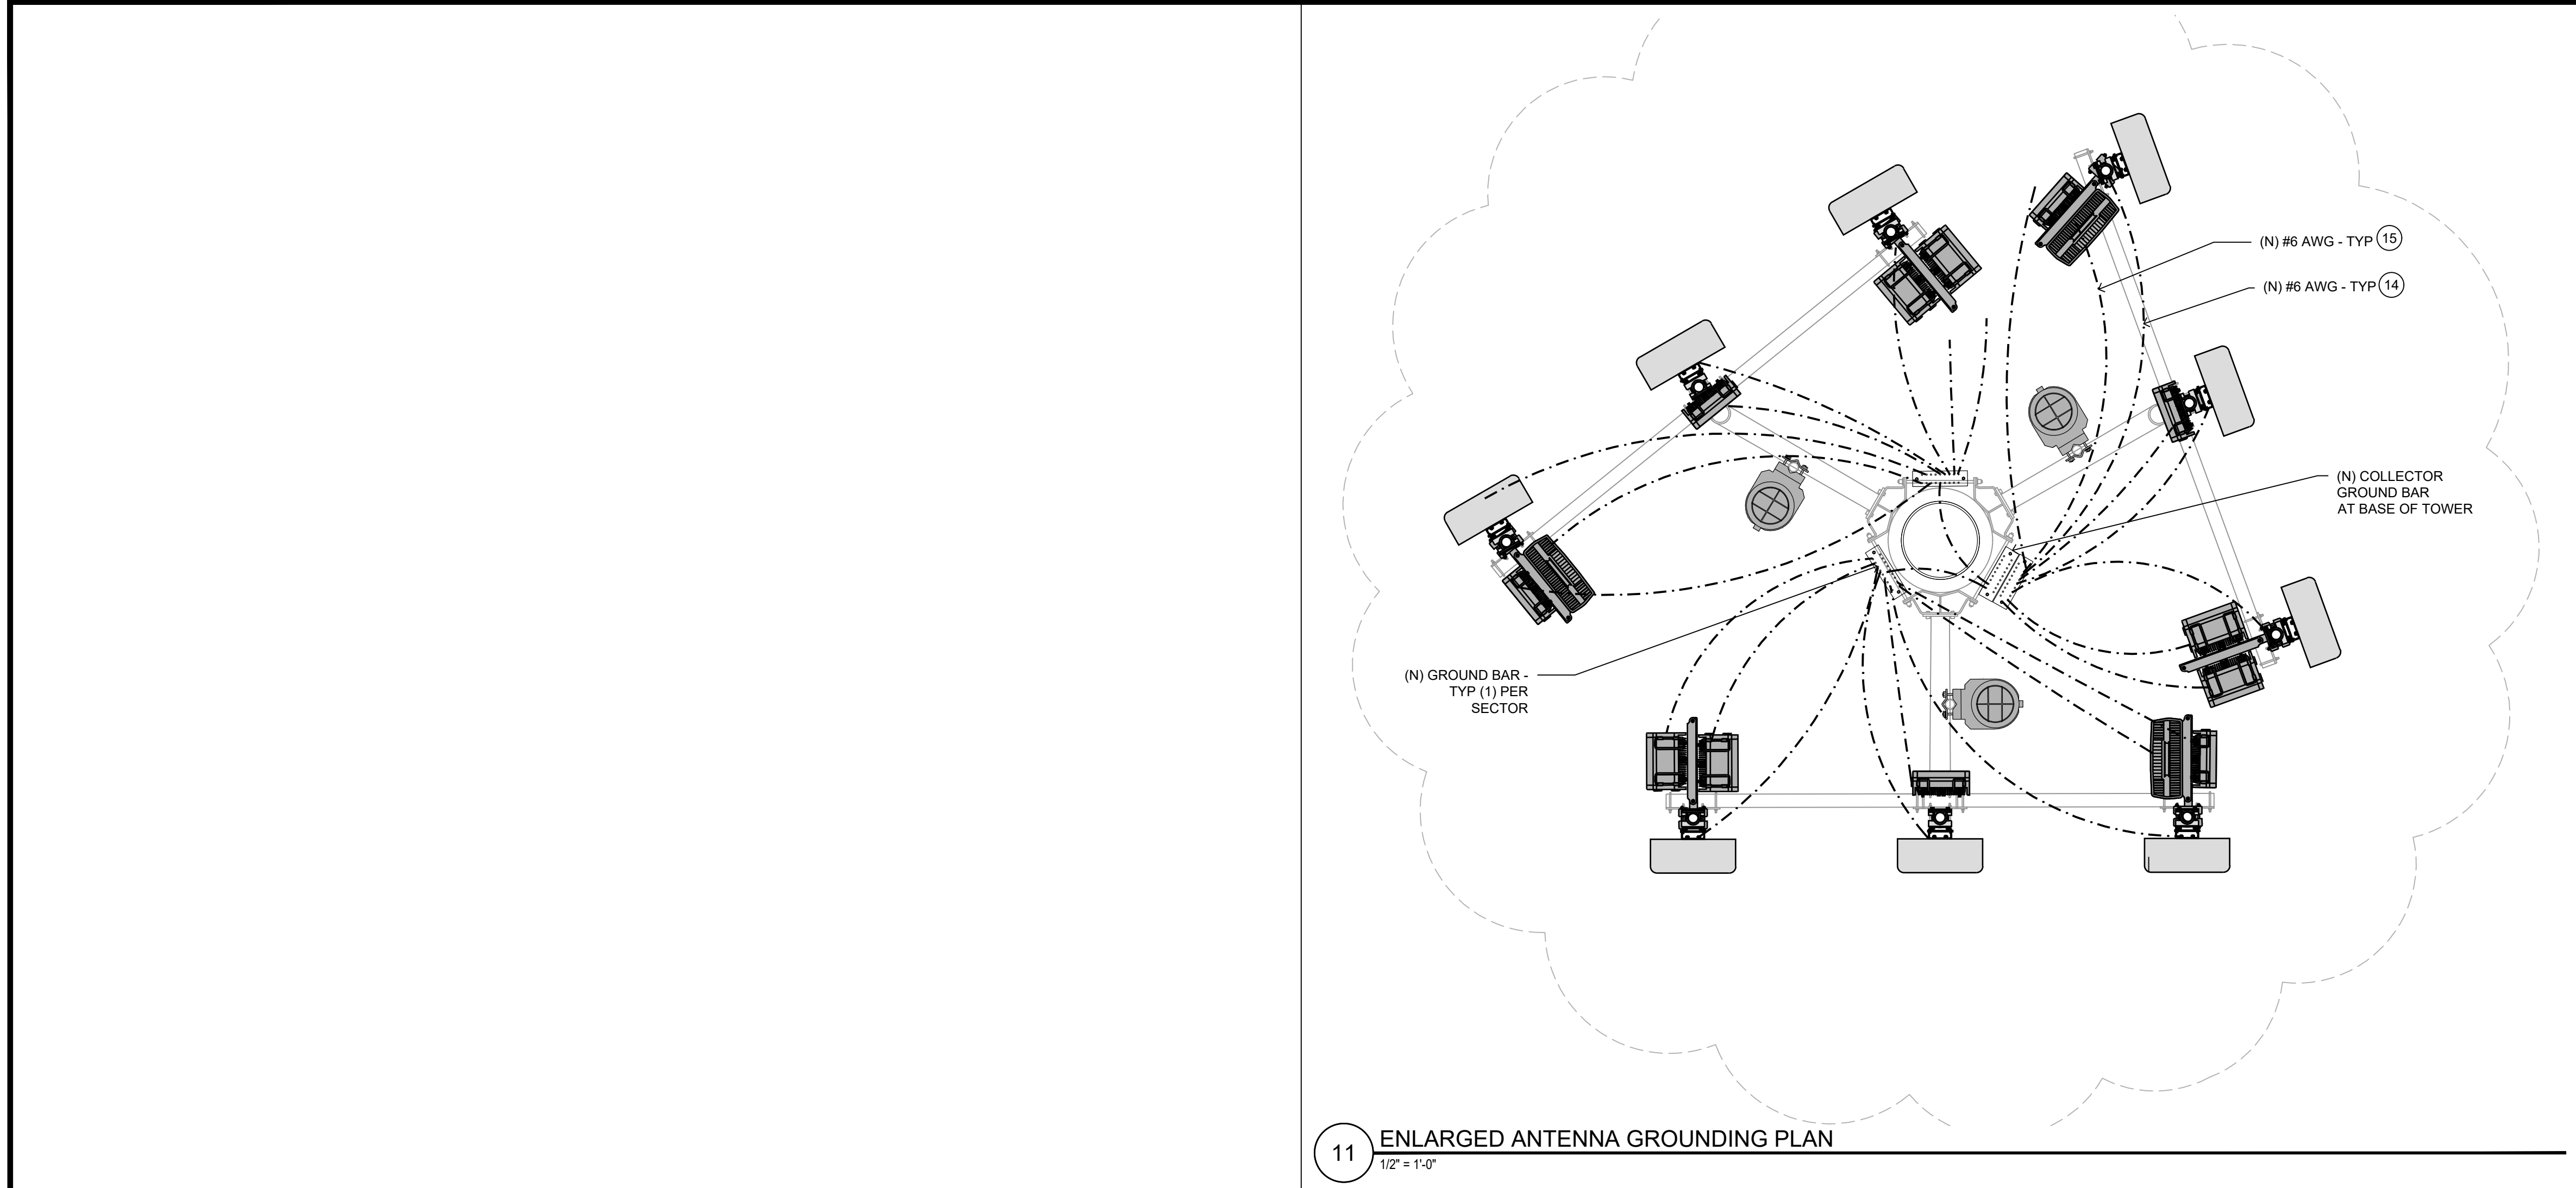 (N) #6 AWG - TYP 15
(N) #6 AWG - TYP 14
(N) COLLECTOR
GROUND BAR
AT BASE OF TOWER
(N) GROUND BAR -
TYP (1) PER
SECTOR
11 ENLARGED ANTENNA GROUNDING PLAN
1/2" = 1'-0"